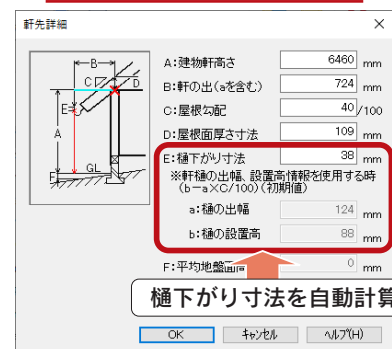 軒先詳細
B
C
D
E
A
GL
F
A:建物軒高さ 6460 mm
B:軒の出(aを含む) 724 mm
C:屋根勾配 40 /100
D:屋根面厚さ寸法 109 mm
E:樋下がり寸法 38 mm
※軒樋の出幅、設置高情報を使用する時
(b-a×C/100)(初期値)
a:樋の出幅 124 mm
b:樋の設置高 88 mm
F:平均地盤面高 0 mm
樋下がり寸法を自動計算
OK キャンセル ヘルプ(H)